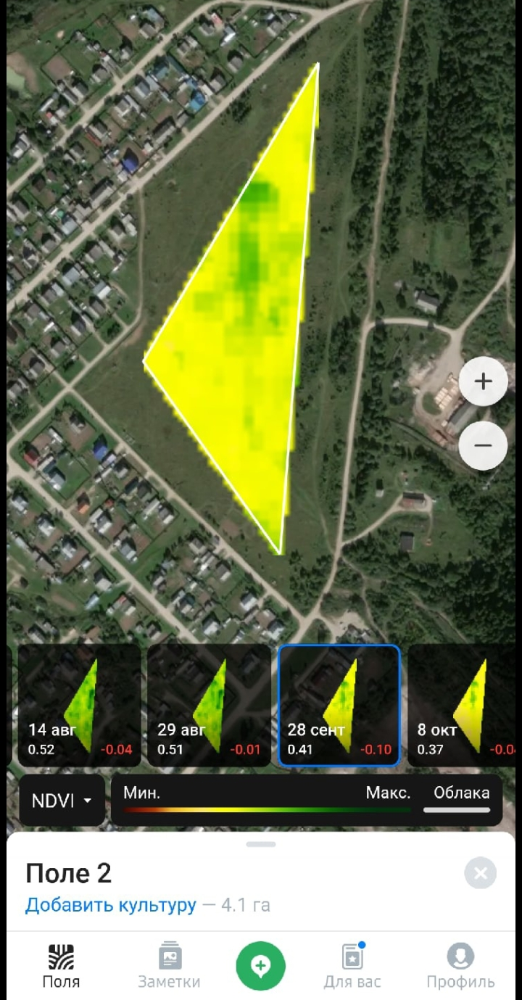 +
−
14 авг
0.52 -0.04
29 авг
0.51 -0.01
28 сент
0.41 -0.10
8 окт
0.37
NDVI
Мин. Макс. Облака
Поле 2
Добавить культуру — 4.1 га
Поля Заметки Для вас Профиль